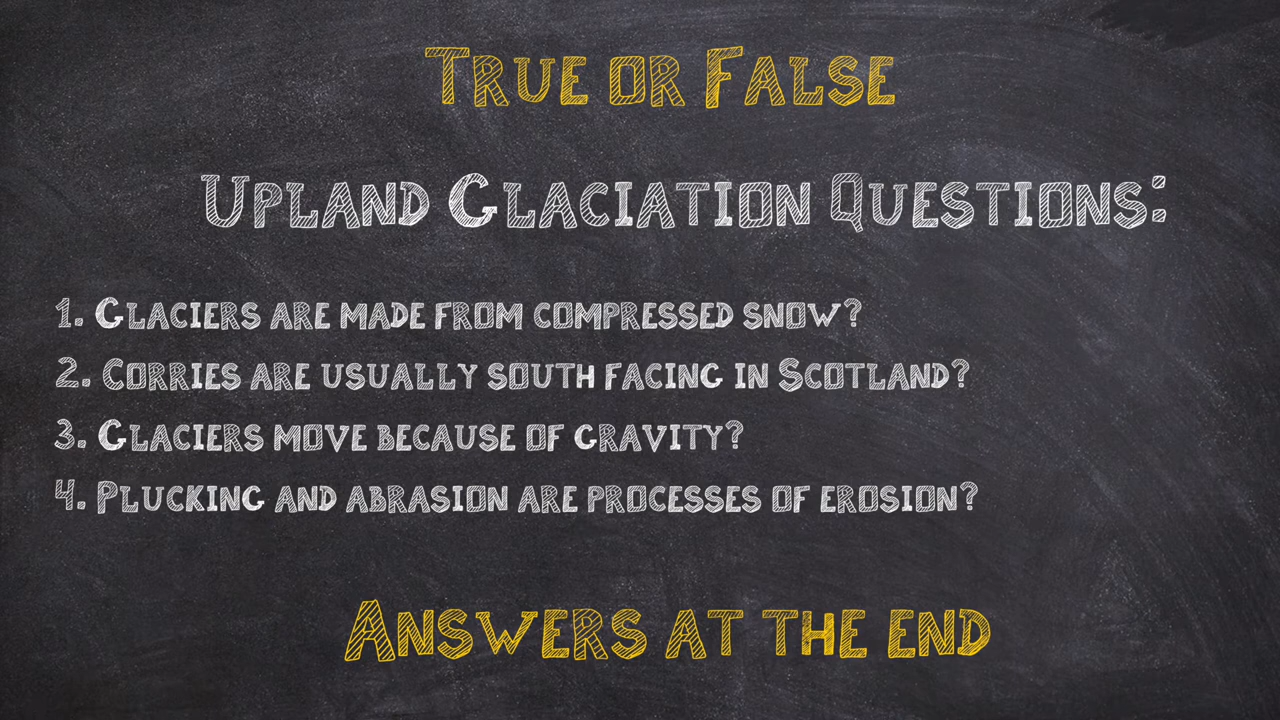 True or False
Upland Glaciation Questions:
1. Glaciers are made from compressed snow?
2. Corries are usually south facing in Scotland?
3. Glaciers move because of gravity?
4. Plucking and abrasion are processes of erosion?
Answers at the end